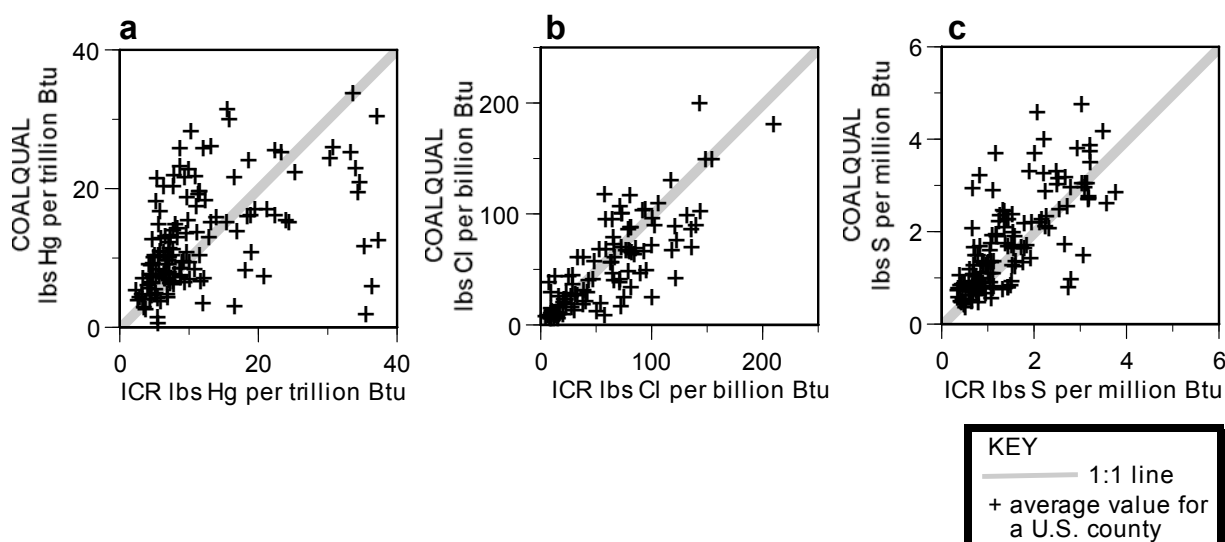 a
40
20
0
0
20
40
COALQUAL
lbs Hg per trillion Btu
ICR lbs Hg per trillion Btu
b
200
100
0
0
100
200
COALQUAL
lbs Cl per billion Btu
ICR lbs Cl per billion Btu
c
6
4
2
0
0
2
4
6
COALQUAL
lbs S per million Btu
ICR lbs S per million Btu
KEY
1:1 line
+ average value for
a U.S. county